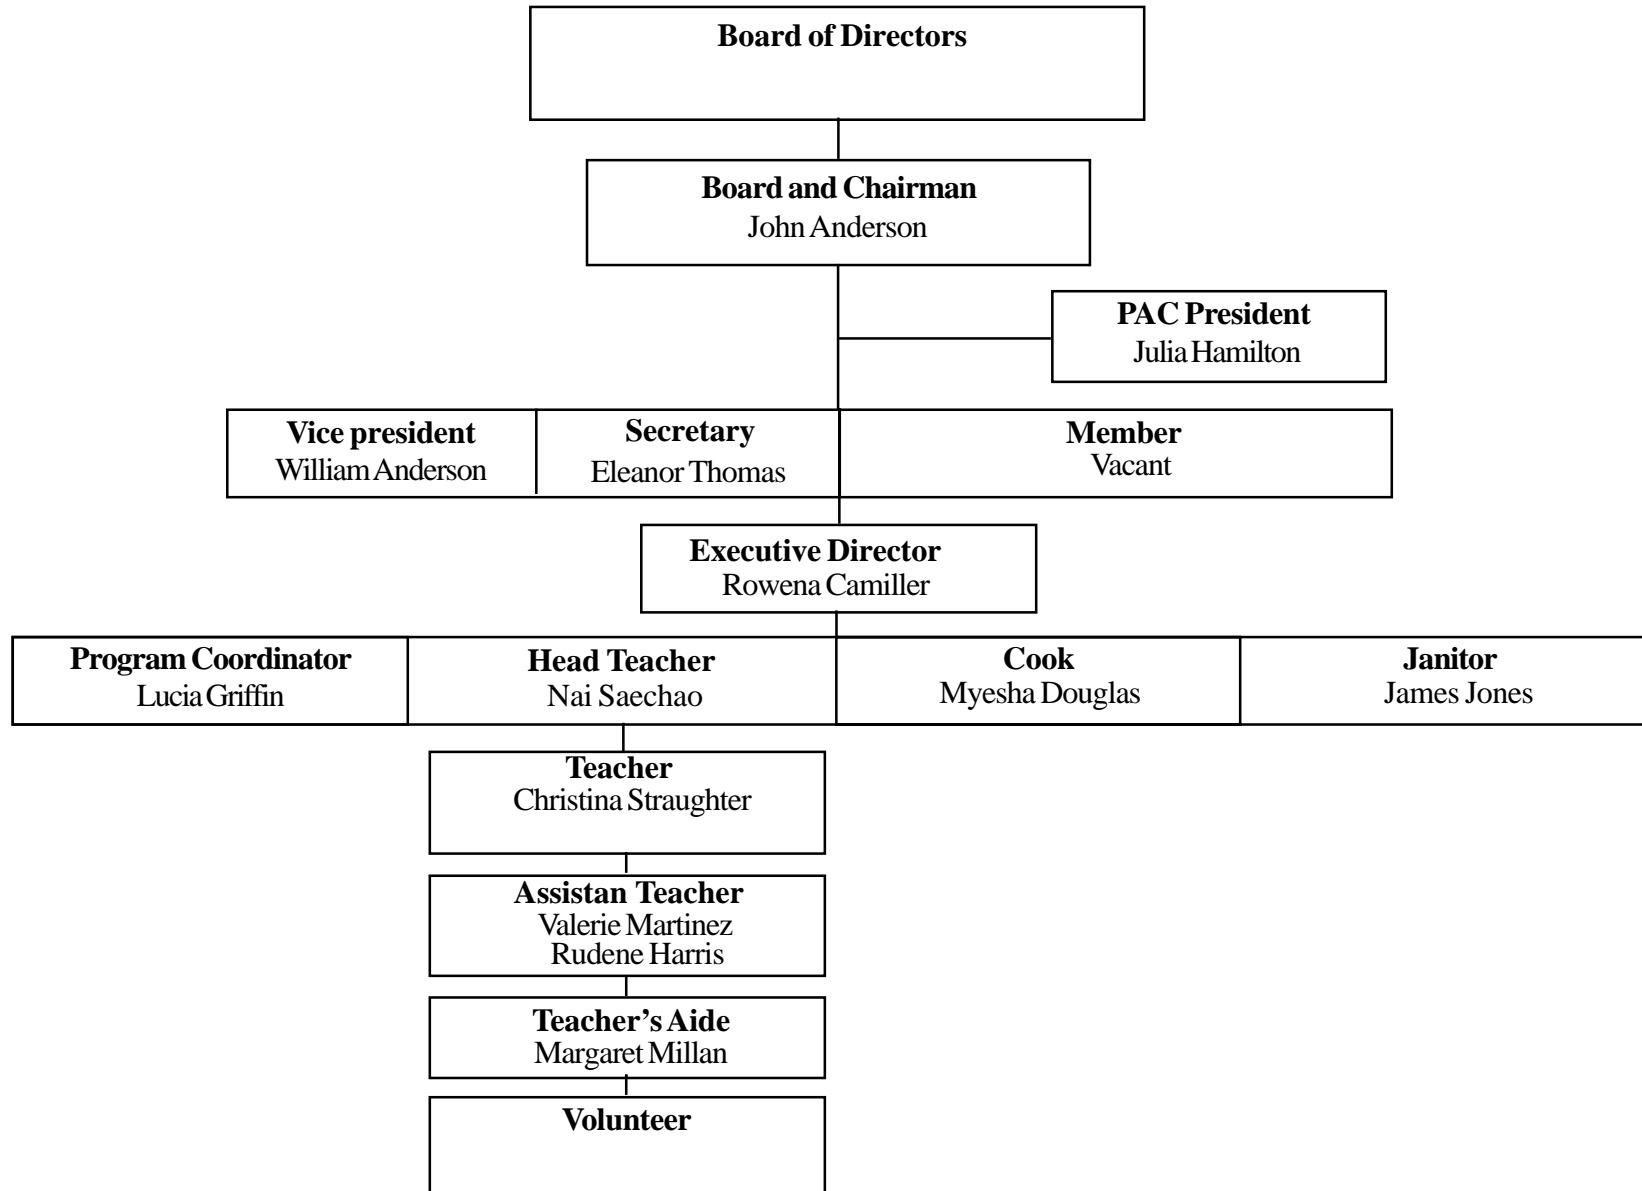 Board of Directors
Board and Chairman
John Anderson
PAC President
Julia Hamilton
Vice president
William Anderson
Secretary
Eleanor Thomas
Member
Vacant
Executive Director
Rowena Camiller
Program Coordinator
Lucia Griffin
Head Teacher
Nai Saechao
Cook
Myesha Douglas
Janitor
James Jones
Teacher
Christina Straughter
Assistan Teacher
Valerie Martinez
Rudene Harris
Teacher’s Aide
Margaret Millan
Volunteer